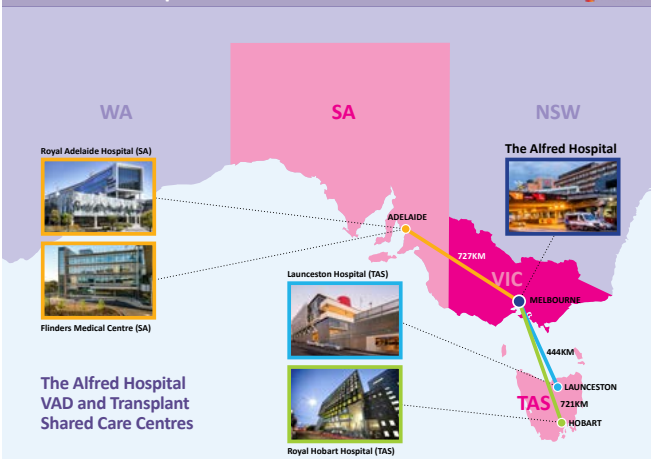 WA
SA
NSW
Royal Adelaide Hospital (SA)
The Alfred Hospital
ADELAIDE
727KM
VIC
Launceston Hospital (TAS)
MELBOURNE
Flinders Medical Centre (SA)
444KM
The Alfred Hospital
VAD and Transplant
Shared Care Centres
LAUNCESTON
TAS
721KM
HOBART
Royal Hobart Hospital (TAS)